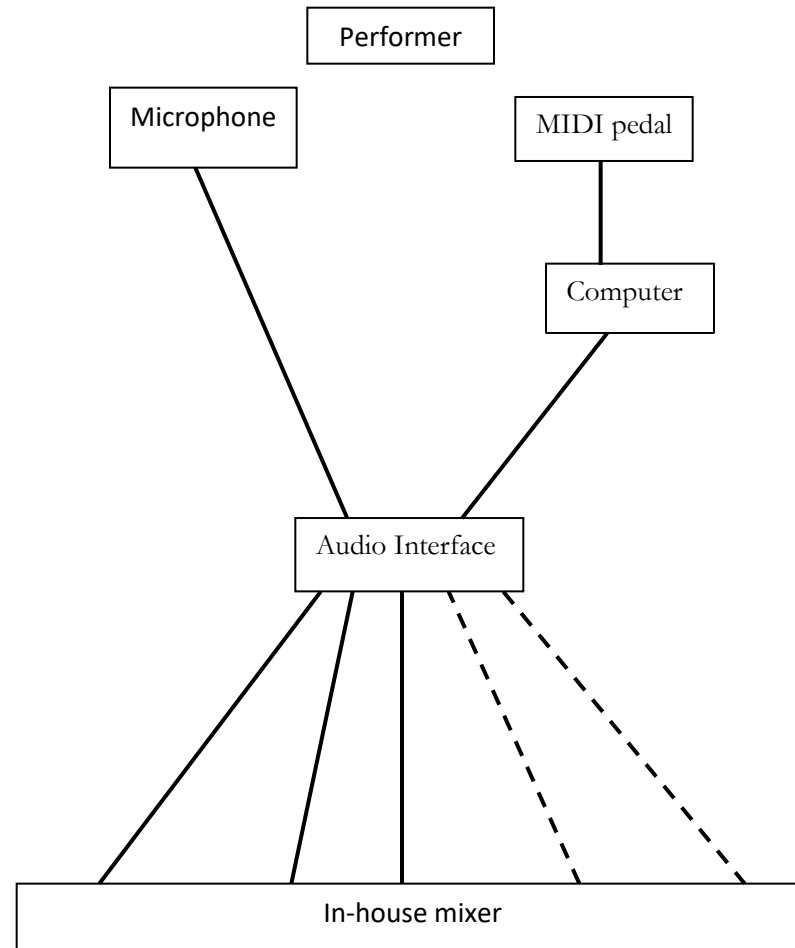 Performer
Microphone
MIDI pedal
Computer
Audio Interface
In-house mixer